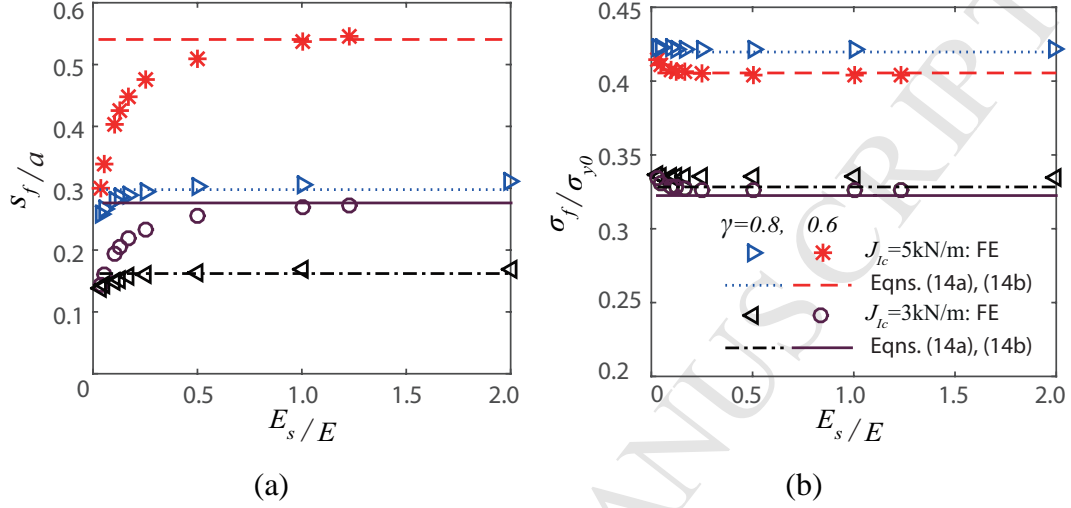 0.6
0.5
0.4
0.3
0.2
0.1
0
0.5
1.0
1.5
2.0
s_f/a
E_s/E
(a)
0.45
0.4
0.35
0.3
0.25
0.2
0
0.5
1.0
1.5
2.0
σ_f/σ_y0
γ=0.8, 0.6
J_Ic=5kN/m: FE
Eqns. (14a), (14b)
J_Ic=3kN/m: FE
Eqns. (14a), (14b)
E_s/E
(b)
ANUSCRIPT